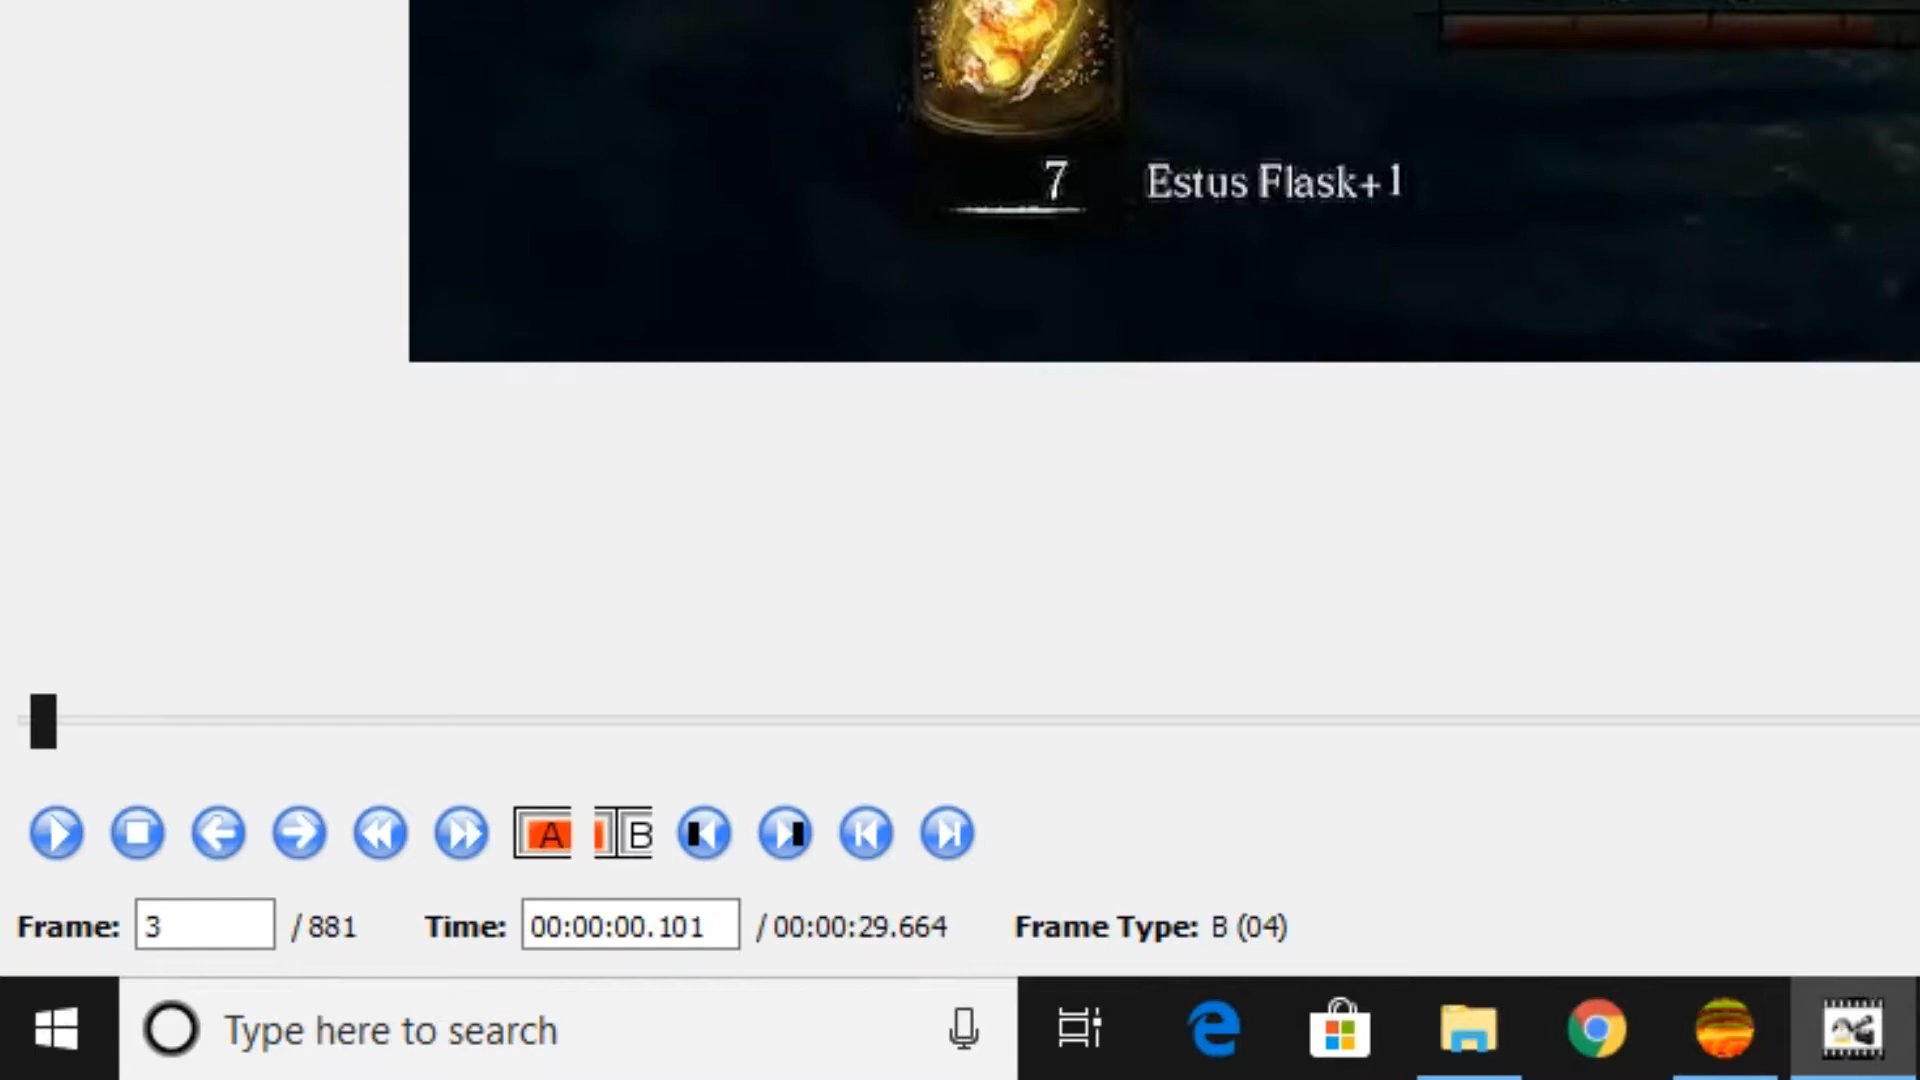 7 Estus Flask+1
A B
Frame: 3 / 881 Time: 00:00:00.101 / 00:00:29.664 Frame Type: B (04)
Type here to search